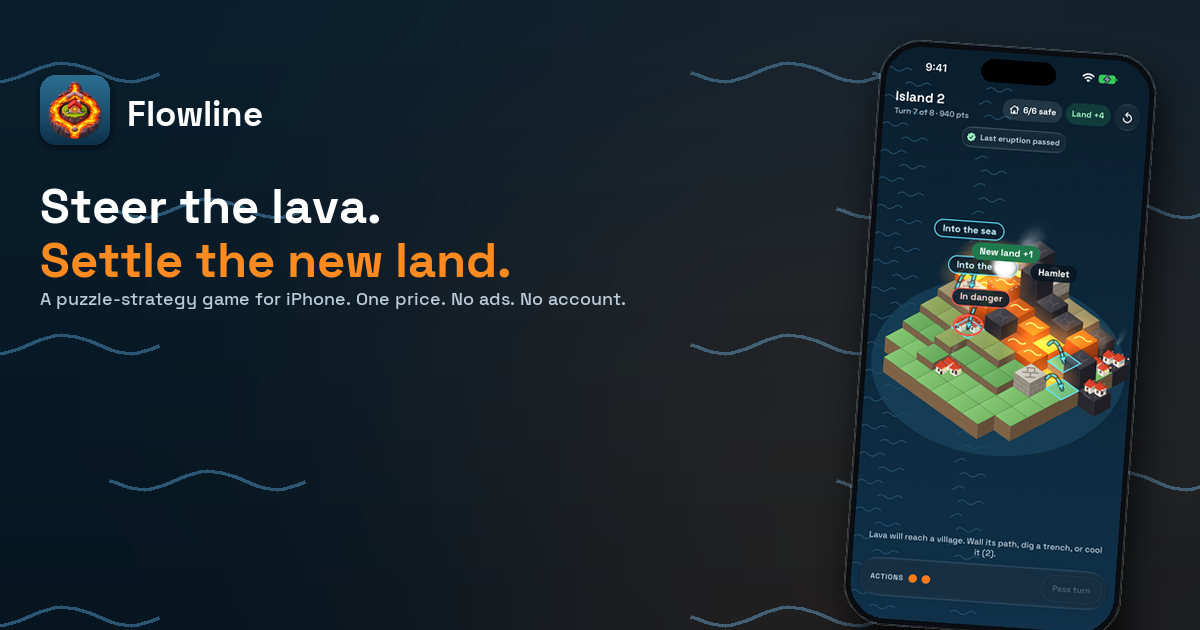 Flowline
Steer the lava.
Settle the new land.
A puzzle-strategy game for iPhone. One price. No ads. No account.
9:41
Island 2
Turn 7 of 8 · 940 pts
6/6 safe
Land +4
Last eruption passed
Into the sea
New land +1
Into the
Hamlet
In danger
Lava will reach a village. Wall its path, dig a trench, or cool
it (2).
ACTIONS
Pass turn